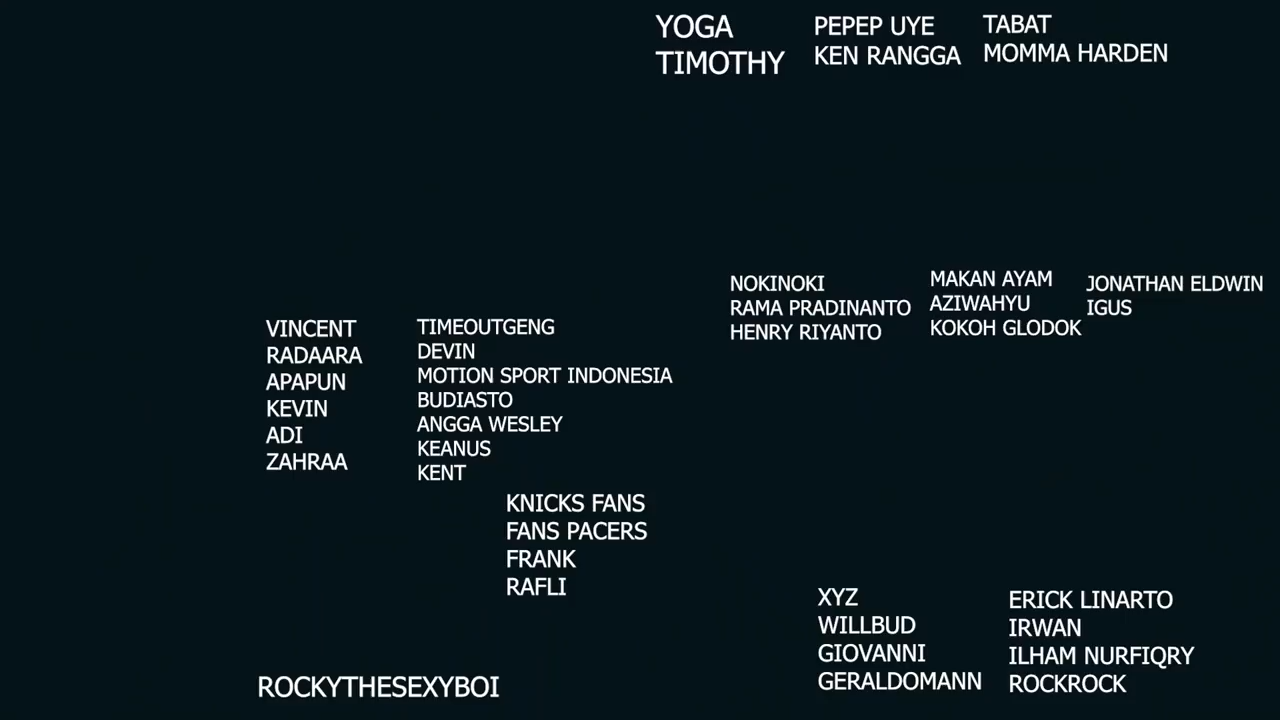 YOGA
TIMOTHY
PEPEP UYE
KEN RANGGA
TABAT
MOMMA HARDEN
NOKINOKI
RAMA PRADINANTO
HENRY RIYANTO
MAKAN AYAM
AZIWAHYU
KOKOH GLODOK
JONATHAN ELDWIN
IGUS
VINCENT
RADAARA
APAPUN
KEVIN
ADI
ZAHRAA
TIMEOUTGENG
DEVIN
MOTION SPORT INDONESIA
BUDIASTO
ANGGA WESLEY
KEANUS
KENT
KNICKS FANS
FANS PACERS
FRANK
RAFLI
XYZ
WILLBUD
GIOVANNI
GERALDOMANN
ERICK LINARTO
IRWAN
ILHAM NURFIQRY
ROCKROCK
ROCKYTHESEXYBOI